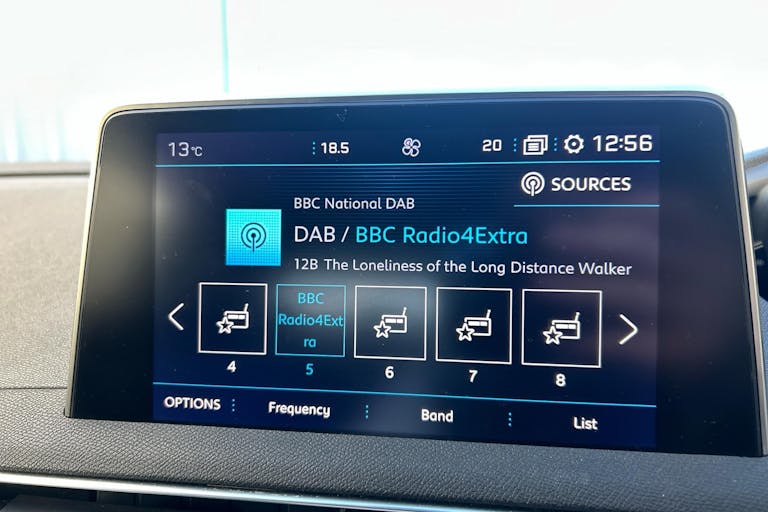 13°C 18.5 20 12:56
SOURCES
BBC National DAB
DAB / BBC Radio4Extra
12B The Loneliness of the Long Distance Walker
BBC
Radio4Ext
ra
4 5 6 7 8
OPTIONS Frequency Band List